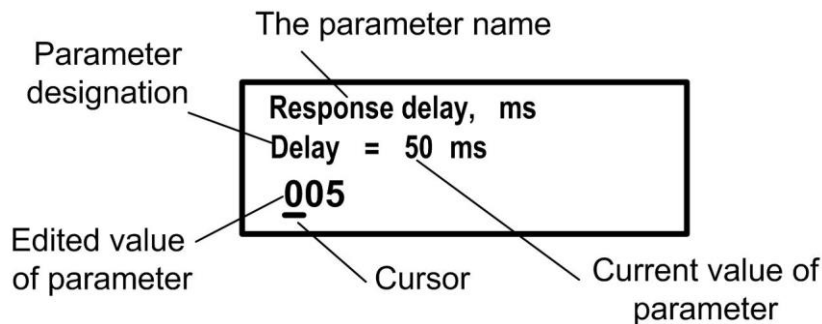 The parameter name
Parameter
designation
Response delay, ms
Delay = 50 ms
005
Edited value
of parameter
Cursor
Current value of
parameter